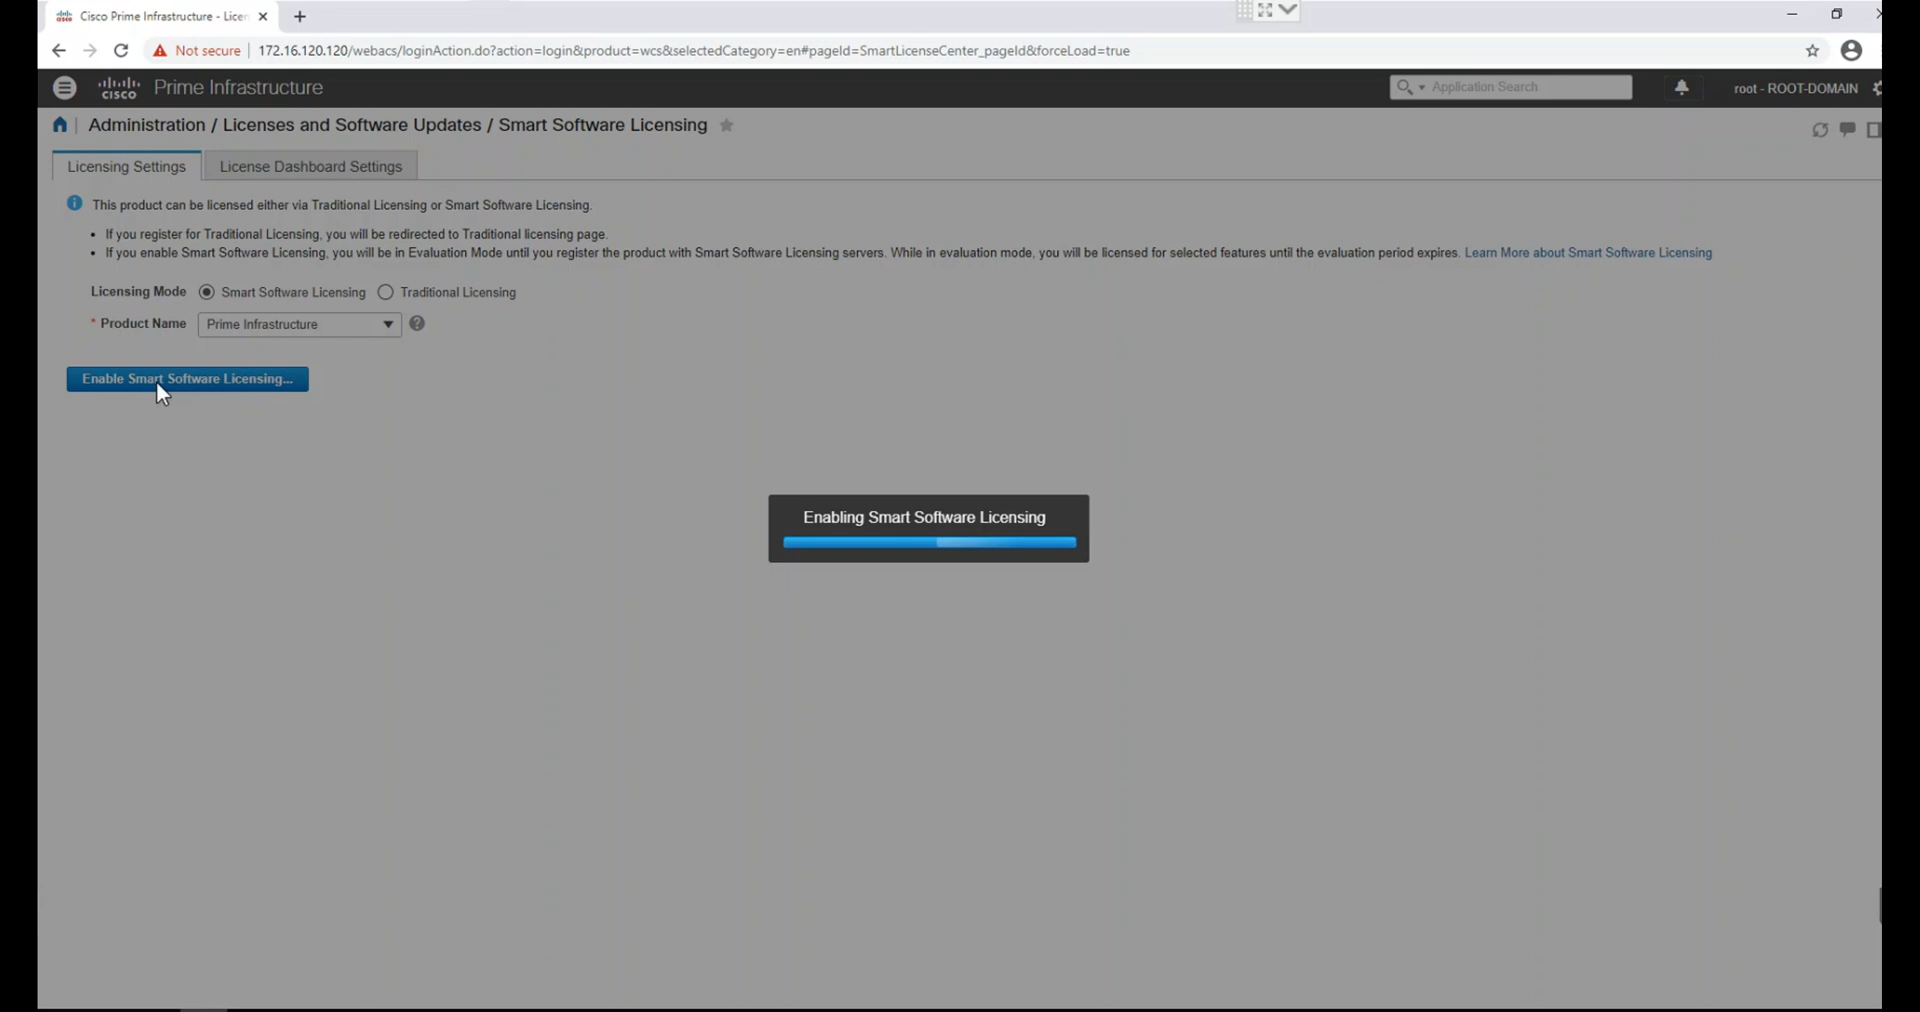 Cisco Prime Infrastructure - Licen
Not secure
172.16.120.120/webacs/loginAction.do?action=login&product=wcs&selectedCategory=en#pageId=SmartLicenseCenter_pageId&forceLoad=true
CISCO
Prime Infrastructure
Application Search
root - ROOT-DOMAIN
Administration / Licenses and Software Updates / Smart Software Licensing
Licensing Settings
License Dashboard Settings
This product can be licensed either via Traditional Licensing or Smart Software Licensing.
• If you register for Traditional Licensing, you will be redirected to Traditional licensing page.
• If you enable Smart Software Licensing, you will be in Evaluation Mode until you register the product with Smart Software Licensing servers. While in evaluation mode, you will be licensed for selected features until the evaluation period expires. Learn More about Smart Software Licensing
Licensing Mode Smart Software Licensing Traditional Licensing
* Product Name Prime Infrastructure
Enable Smart Software Licensing...
Enabling Smart Software Licensing